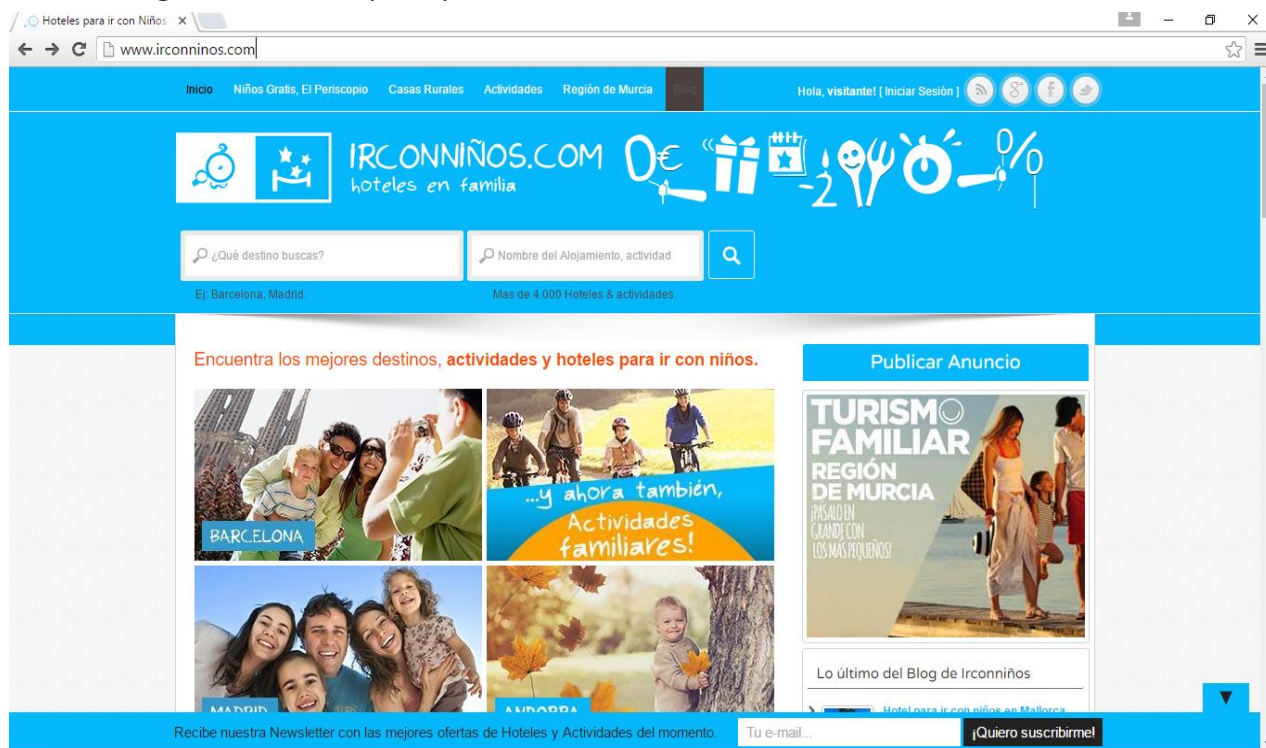 Hoteles para ir con Niños
www.irconninos.com
Inicio Niños Gratis, El Periscopio Casas Rurales Actividades Región de Murcia Blog Hola, visitante! [ Iniciar Sesión ]
IRCONNIÑOS.COM
hoteles en familia
0€
-2
%
¿Qué destino buscas? Nombre del Alojamiento, actividad
Ej: Barcelona, Madrid. Mas de 4.000 Hoteles & actividades.
Encuentra los mejores destinos, actividades y hoteles para ir con niños.
Publicar Anuncio
BARCELONA
...y ahora también,
Actividades
familiares!
TURISMO
FAMILIAR
REGIÓN
DE MURCIA
¡PASALO EN
GRANDE CON
LOS MAS PEQUEÑOS!
MADRID
ANDORRA
Lo último del Blog de Irconniños
Hotel para ir con niños en Mallorca
Recibe nuestra Newsletter con las mejores ofertas de Hoteles y Actividades del momento. Tu e-mail... ¡Quiero suscribirme!